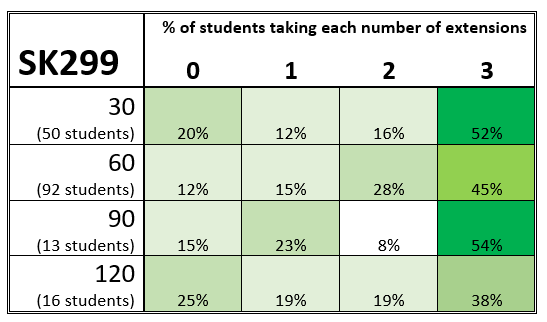 % of students taking each number of extensions
SK299
0 1 2 3
30
(50 students) 20% 12% 16% 52%
60
(92 students) 12% 15% 28% 45%
90
(13 students) 15% 23% 8% 54%
120
(16 students) 25% 19% 19% 38%